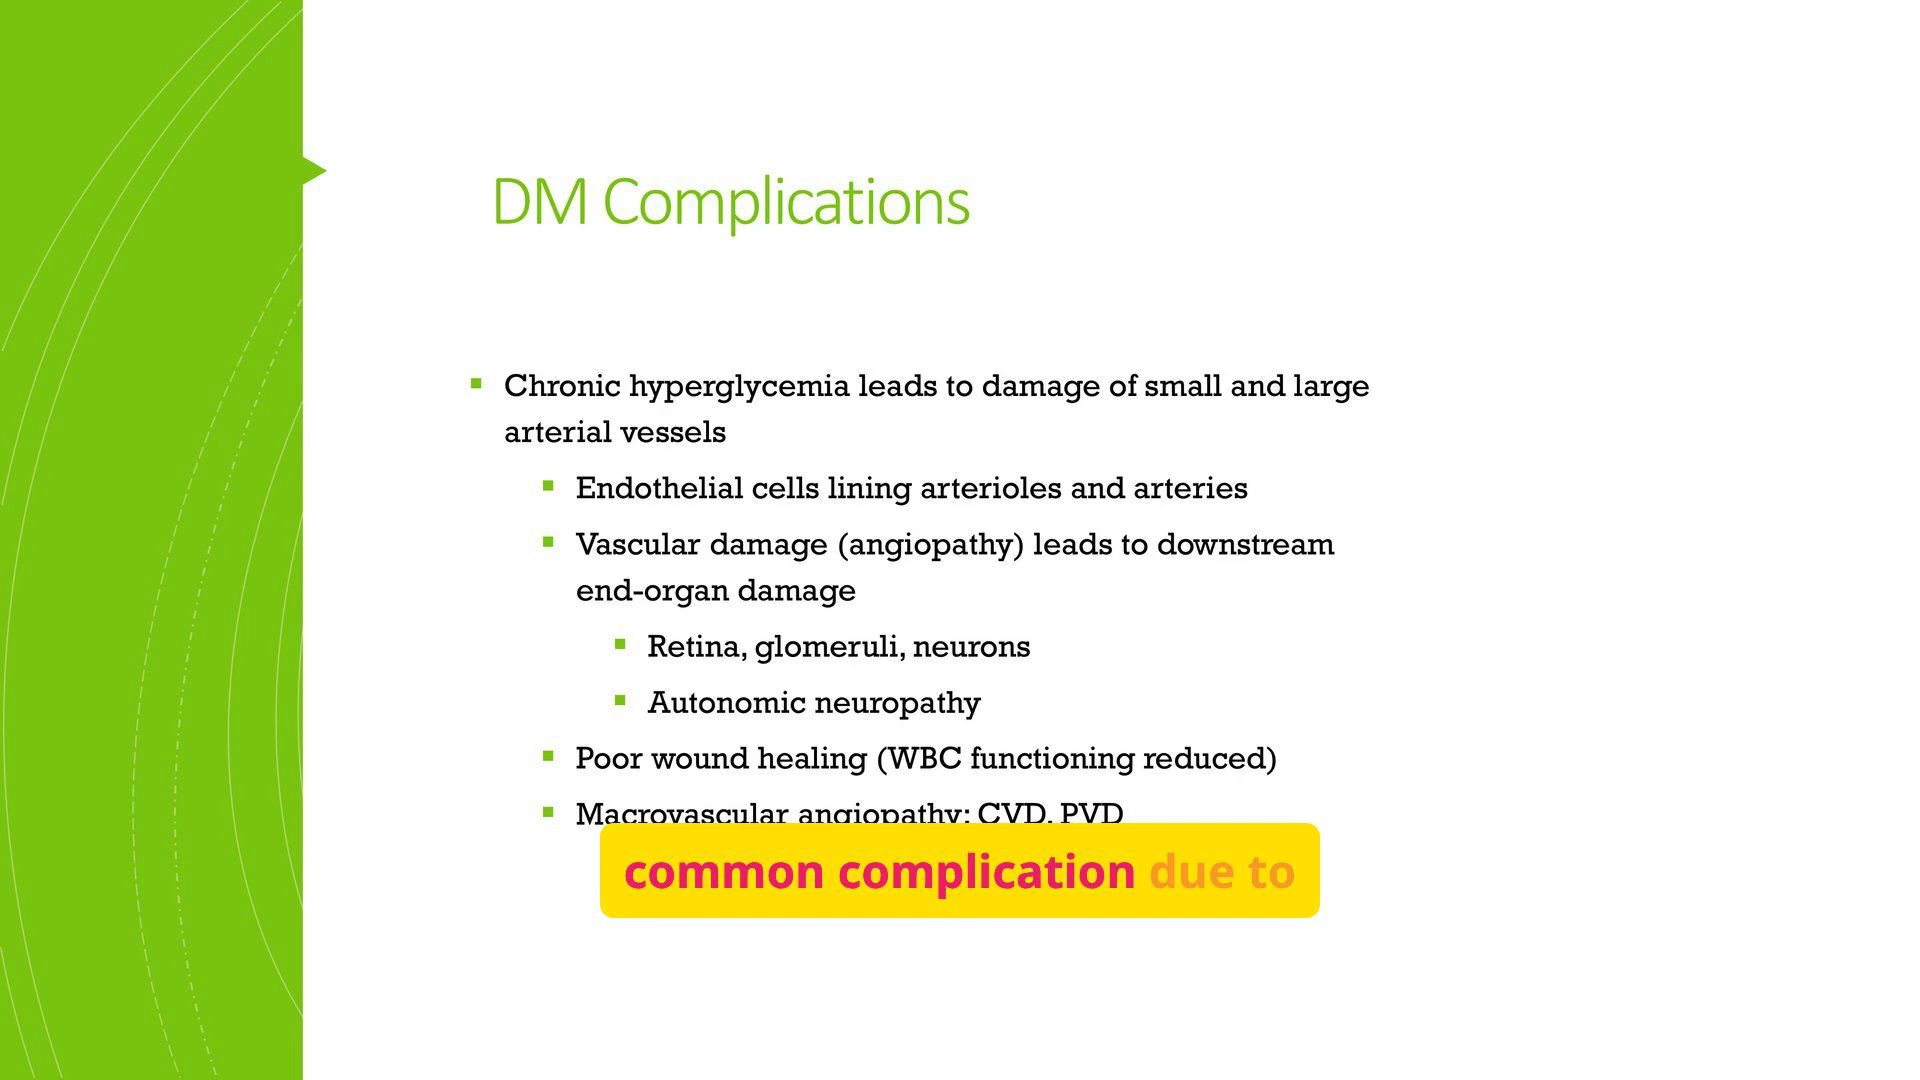 DM Complications
Chronic hyperglycemia leads to damage of small and large
arterial vessels
Endothelial cells lining arterioles and arteries
Vascular damage (angiopathy) leads to downstream
end-organ damage
Retina, glomeruli, neurons
Autonomic neuropathy
Poor wound healing (WBC functioning reduced)
Macrovascular angiopathy: CVD, PVD
common complication due to